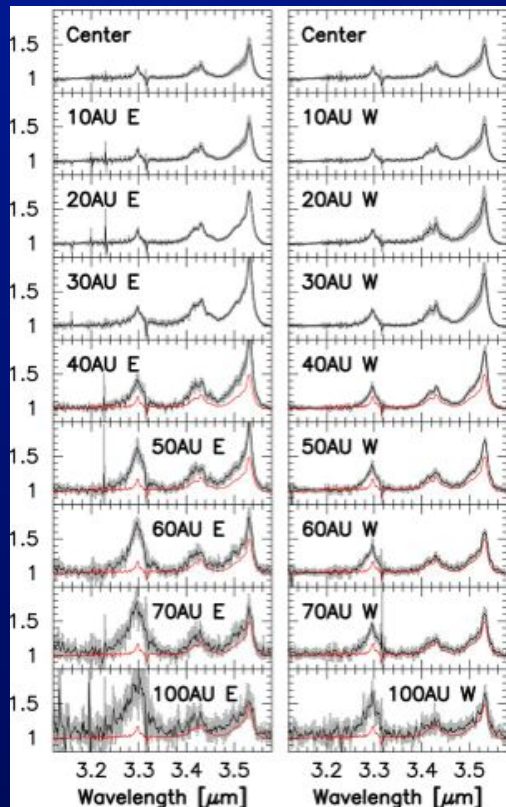 Center Center
1.5
1
10AU E 10AU W
1.5
1
20AU E 20AU W
1.5
1
30AU E 30AU W
1.5
1
40AU E 40AU W
1.5
1
50AU E 50AU W
1.5
1
60AU E 60AU W
1.5
1
70AU E 70AU W
1.5
1
100AU E 100AU W
1.5
1
3.2 3.3 3.4 3.5 3.2 3.3 3.4 3.5
Wavelength [μm] Wavelength [μm]